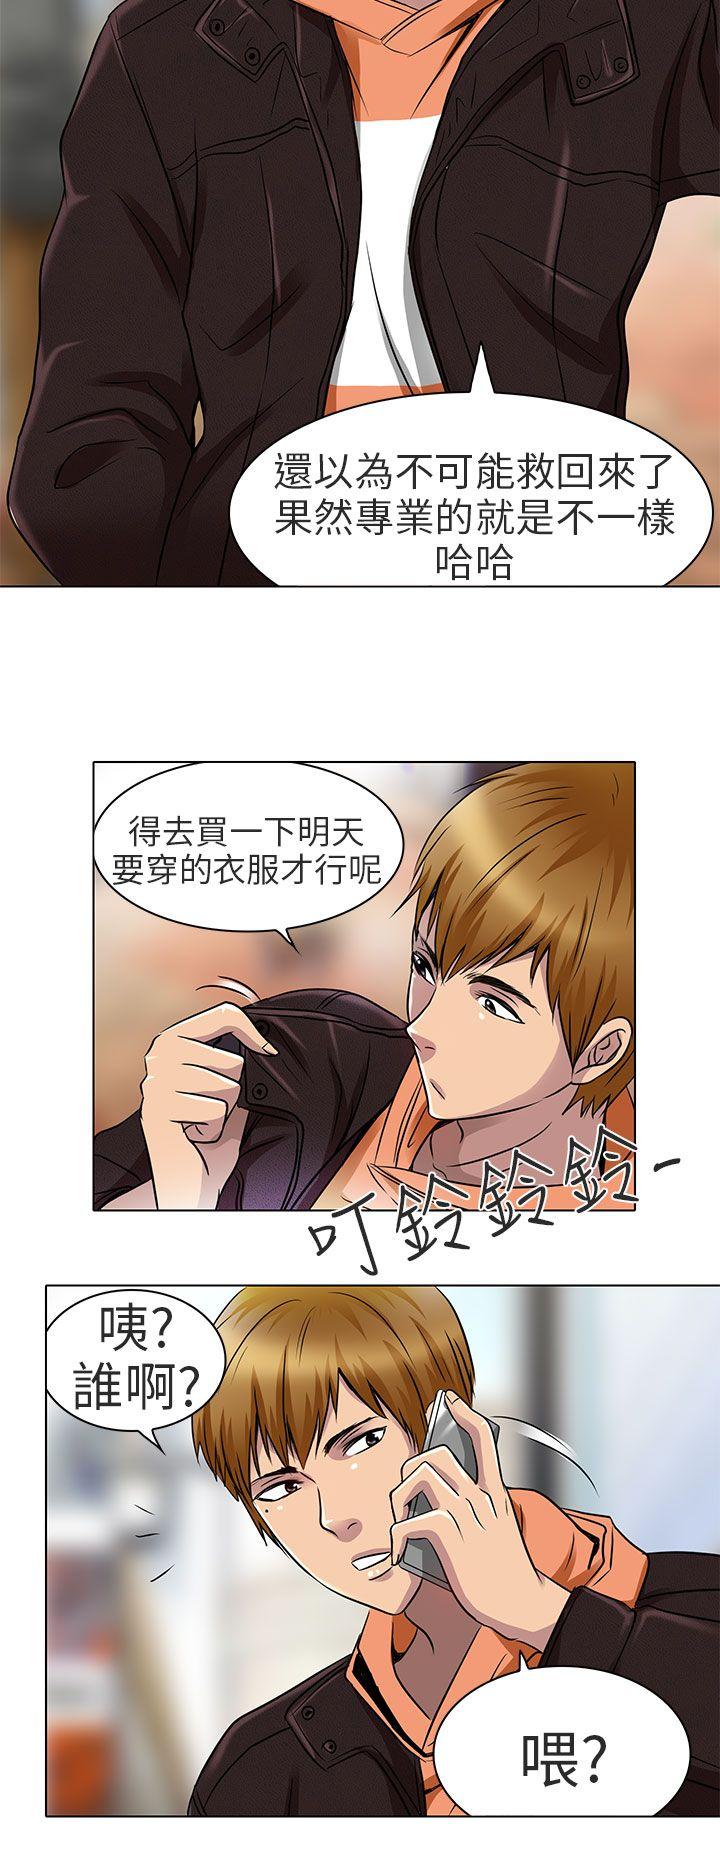 還以為不可能救回來了
果然專業的就是不一樣
哈哈
得去買一下明天
要穿的衣服才行呢
叮鈴鈴鈴-
咦?
誰啊?
喂?